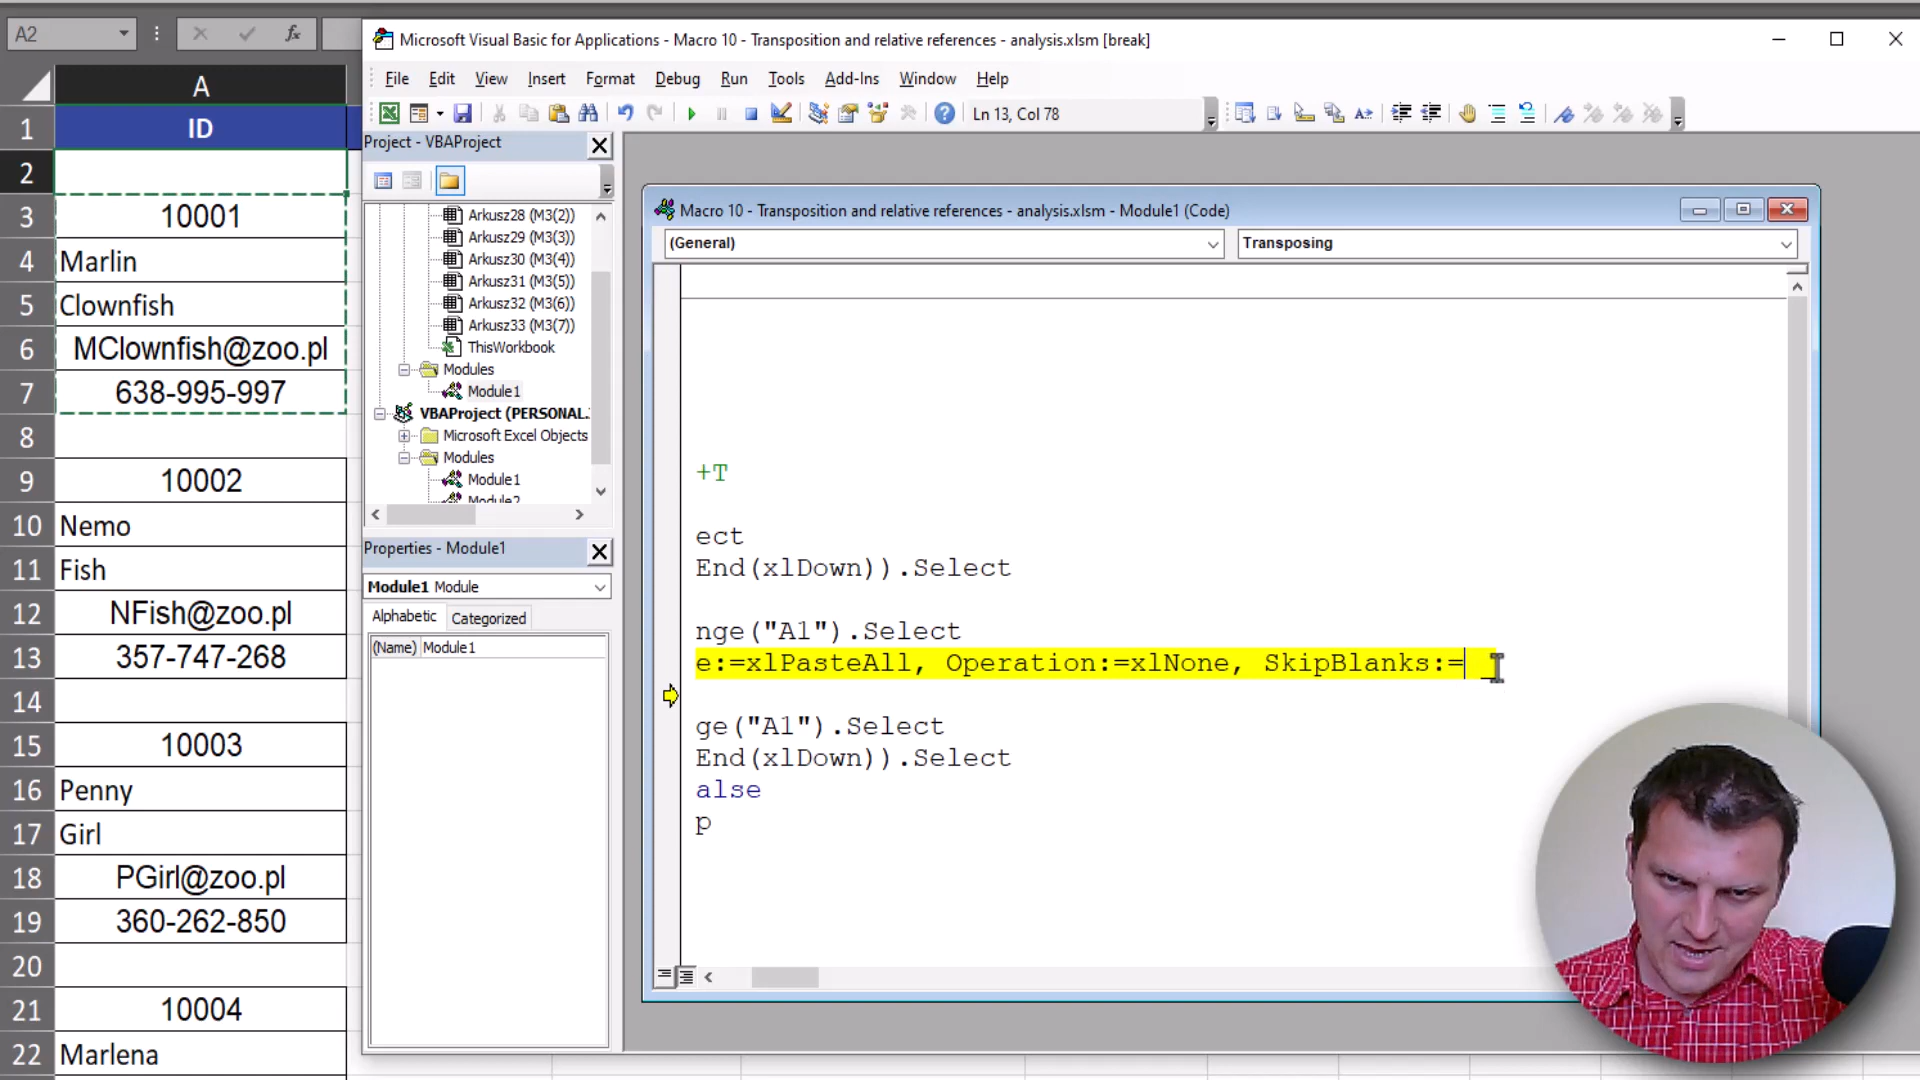 A2
Microsoft Visual Basic for Applications - Macro 10 - Transposition and relative references - analysis.xlsm [break]
File Edit View Insert Format Debug Run Tools Add-Ins Window Help
Ln 13, Col 78
A
1 ID
2
3 10001
4 Marlin
5 Clownfish
6 MClownfish@zoo.pl
7 638-995-997
8
9 10002
10 Nemo
11 Fish
12 NFish@zoo.pl
13 357-747-268
14
15 10003
16 Penny
17 Girl
18 PGirl@zoo.pl
19 360-262-850
20
21 10004
22 Marlena
Project - VBAProject
Arkusz28 (M3(2))
Arkusz29 (M3(3))
Arkusz30 (M3(4))
Arkusz31 (M3(5))
Arkusz32 (M3(6))
Arkusz33 (M3(7))
ThisWorkbook
Modules
Module1
VBAProject (PERSONAL.
Microsoft Excel Objects
Modules
Module1
Module2
Properties - Module1
Module1 Module
Alphabetic Categorized
(Name) Module1
Macro 10 - Transposition and relative references - analysis.xlsm - Module1 (Code)
(General) Transposing
+T
ect
End(xlDown)).Select
nge("A1").Select
e:=xlPasteAll, Operation:=xlNone, SkipBlanks:= _
ge("A1").Select
End(xlDown)).Select
alse
p